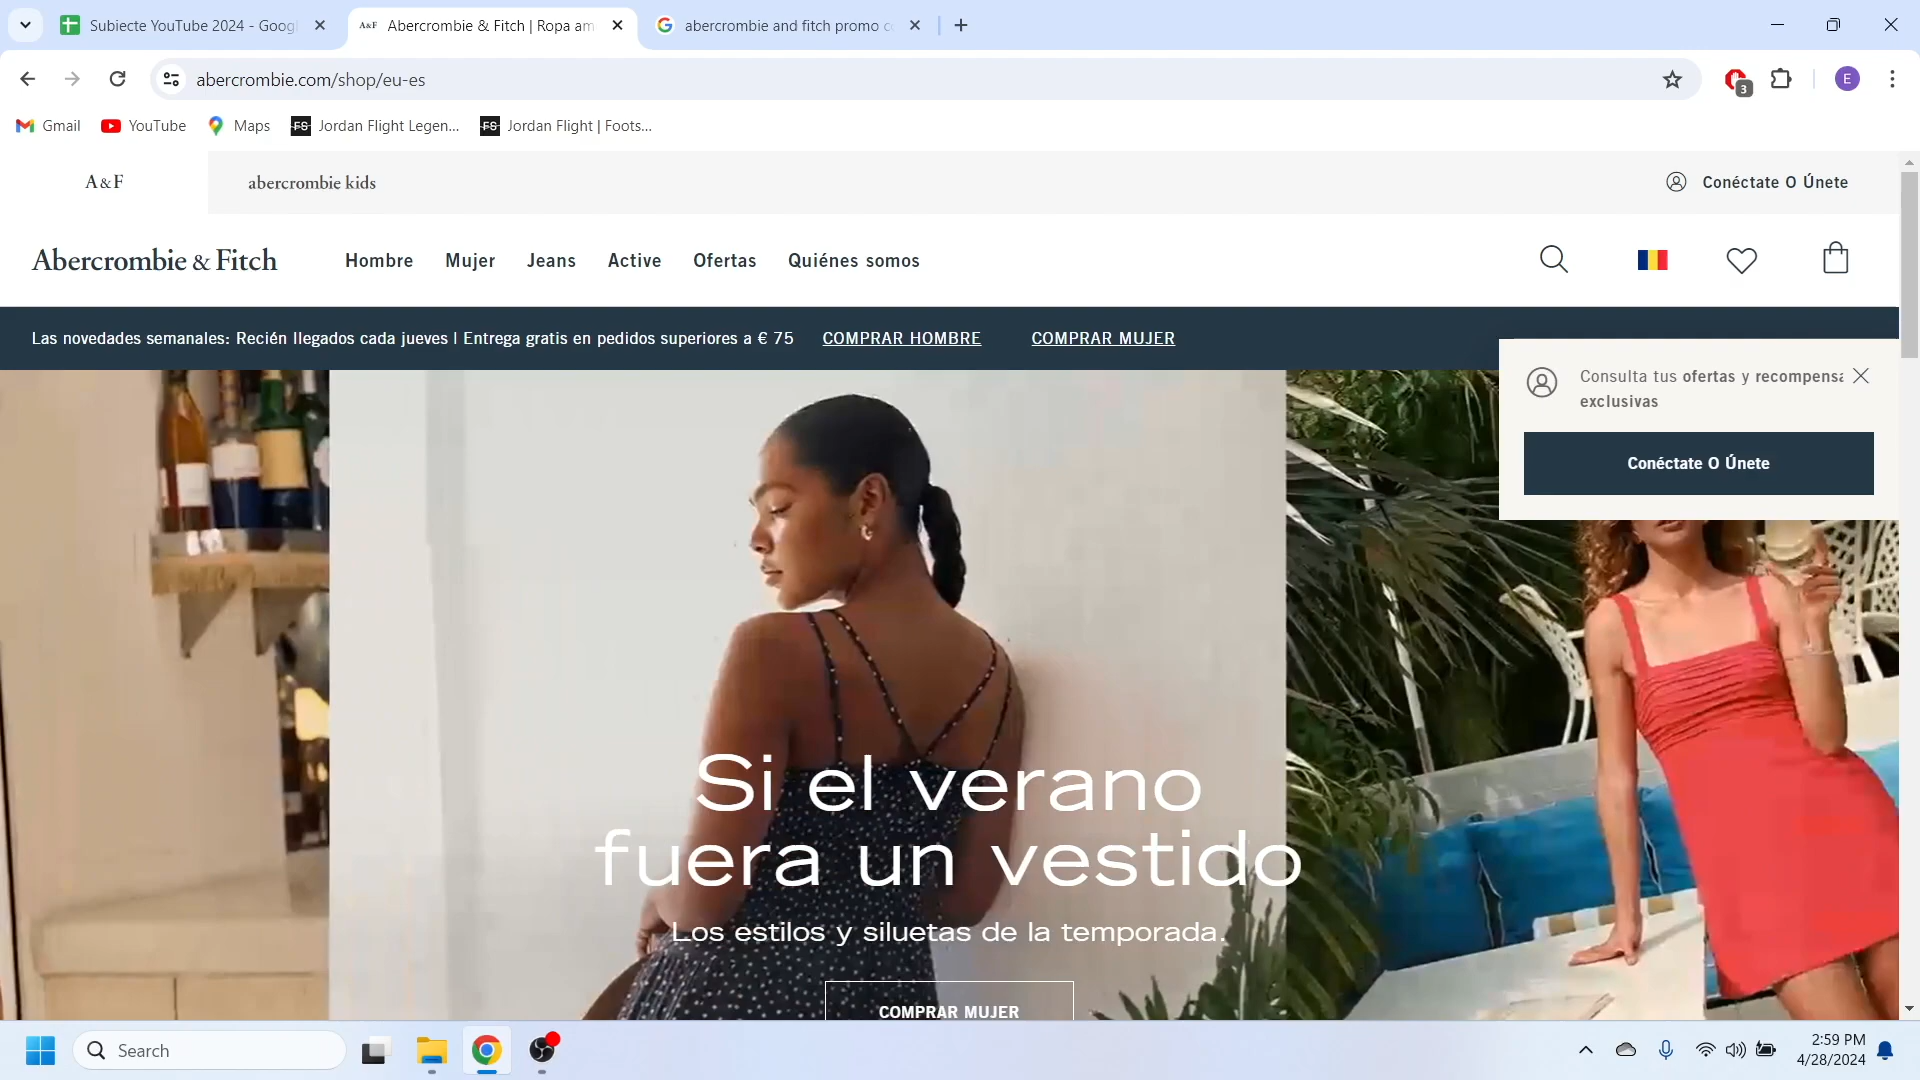 Subiecte YouTube 2024 - Goog
A&F Abercrombie & Fitch | Ropa am
abercrombie and fitch promo c
abercrombie.com/shop/eu-es
3
E
Gmail
YouTube
Maps
FS Jordan Flight Legen...
FS Jordan Flight | Foots...
A&F
abercrombie kids
Conéctate O Únete
Abercrombie & Fitch
Hombre
Mujer
Jeans
Active
Ofertas
Quiénes somos
Las novedades semanales: Recién llegados cada jueves | Entrega gratis en pedidos superiores a € 75
COMPRAR HOMBRE
COMPRAR MUJER
Consulta tus ofertas y recompensa
exclusivas
Conéctate O Únete
Si el verano
fuera un vestido
Los estilos y siluetas de la temporada.
COMPRAR MUJER
Search
2:59 PM
4/28/2024